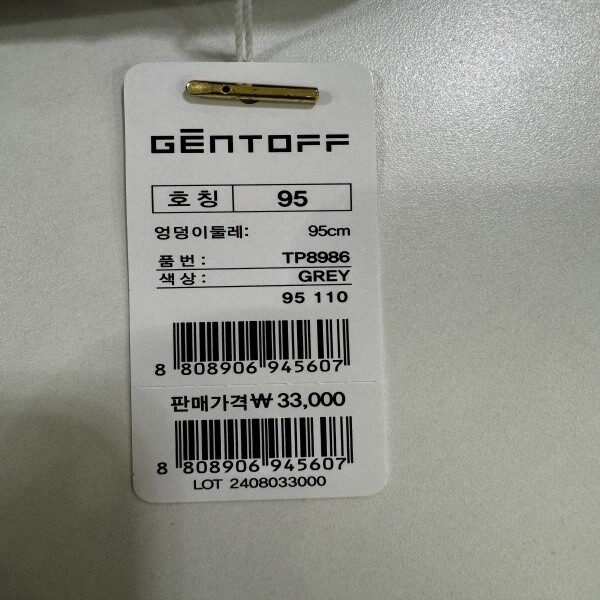 GENTOFF
호칭 95
엉덩이둘레: 95cm
품번: TP8986
색상: GREY
95 110
8 808906 945607
판매가격₩ 33,000
8 808906 945607
LOT 2408033000